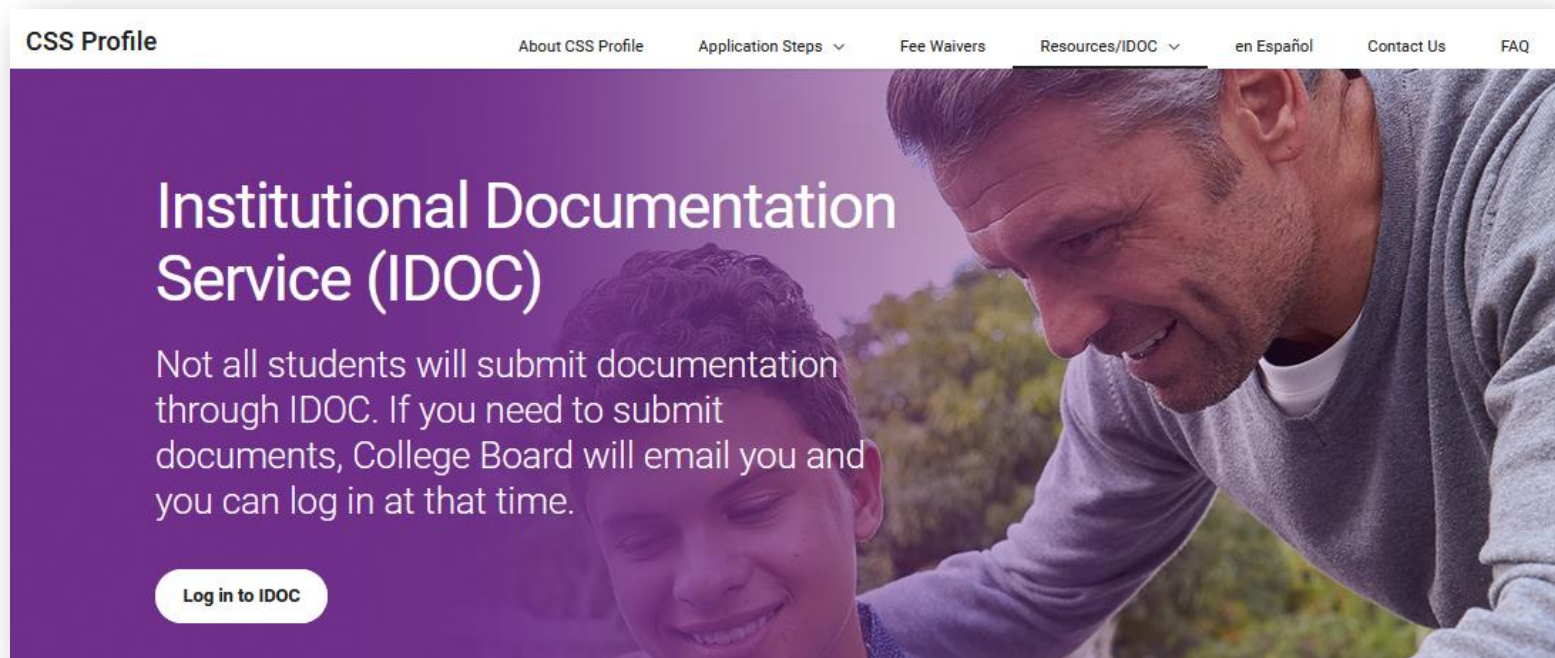 CSS Profile
About CSS Profile
Application Steps
Fee Waivers
Resources/IDOC
en Español
Contact Us
FAQ
Institutional Documentation
Service (IDOC)
Not all students will submit documentation
through IDOC. If you need to submit
documents, College Board will email you and
you can log in at that time.
Log in to IDOC